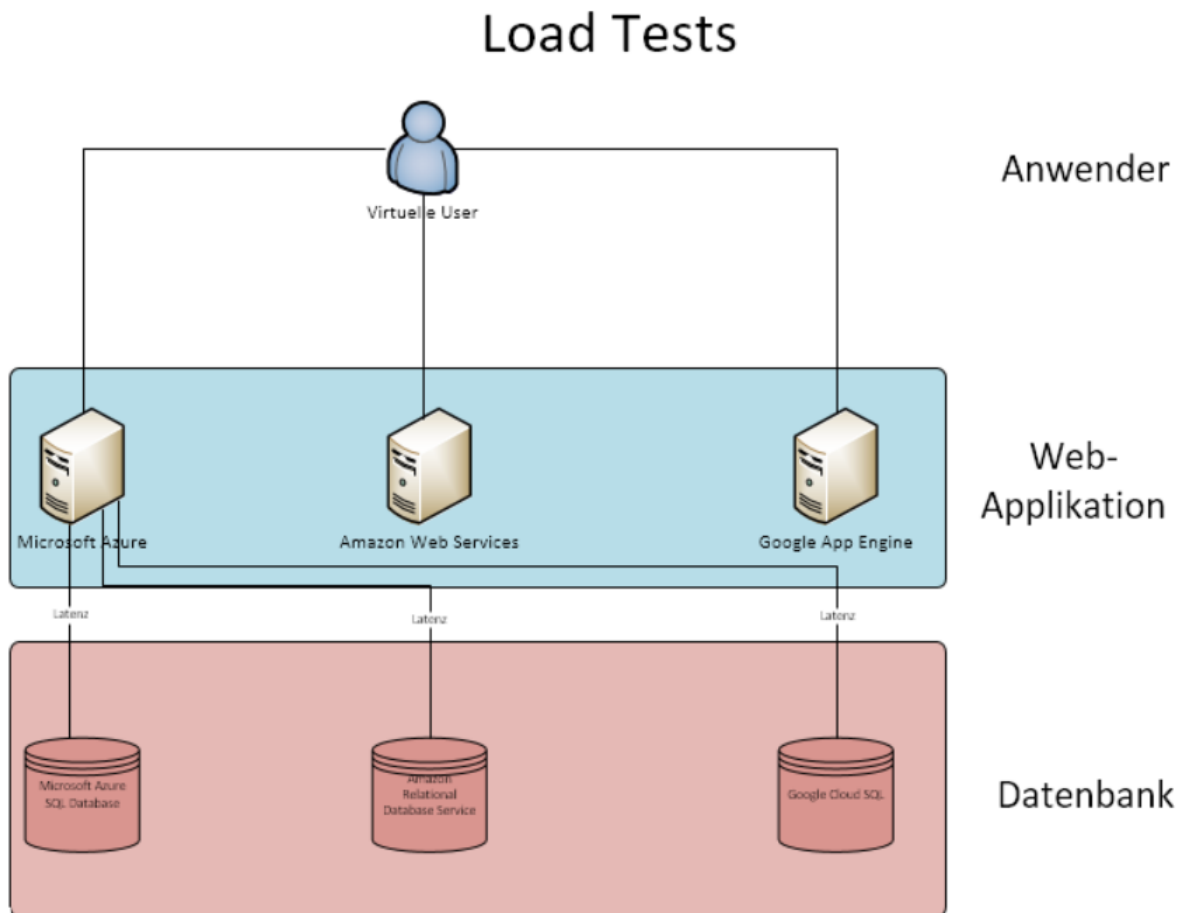 Load Tests
Anwender
Virtuelle User
Web-
Applikation
Microsoft Azure
Amazon Web Services
Google App Engine
Latenz
Latenz
Latenz
Microsoft Azure
SQL Database
Amazon
Relational
Database Service
Google Cloud SQL
Datenbank